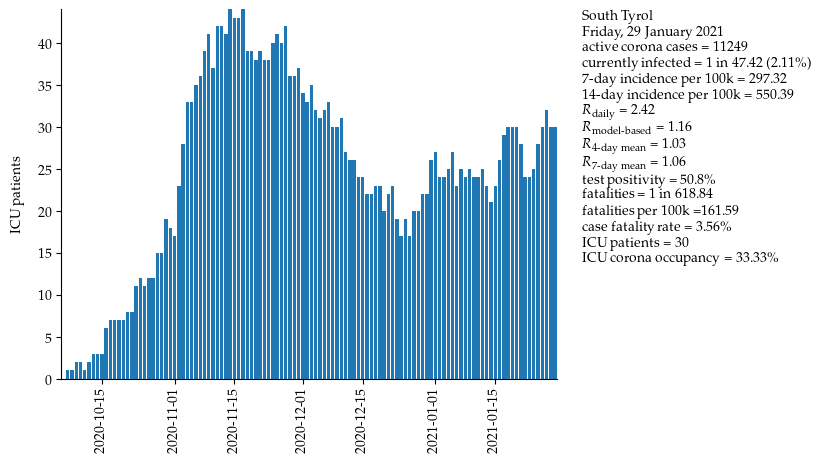 South Tyrol
Friday, 29 January 2021
active corona cases = 11249
currently infected = 1 in 47.42 (2.11%)
7-day incidence per 100k = 297.32
14-day incidence per 100k = 550.39
R daily = 2.42
R model-based = 1.16
R 4-day mean = 1.03
R 7-day mean = 1.06
test positivity = 50.8%
fatalities = 1 in 618.84
fatalities per 100k =161.59
case fatality rate = 3.56%
ICU patients = 30
ICU corona occupancy = 33.33%
ICU patients
40
35
30
25
20
15
10
5
0
2020-10-15
2020-11-01
2020-11-15
2020-12-01
2020-12-15
2021-01-01
2021-01-15